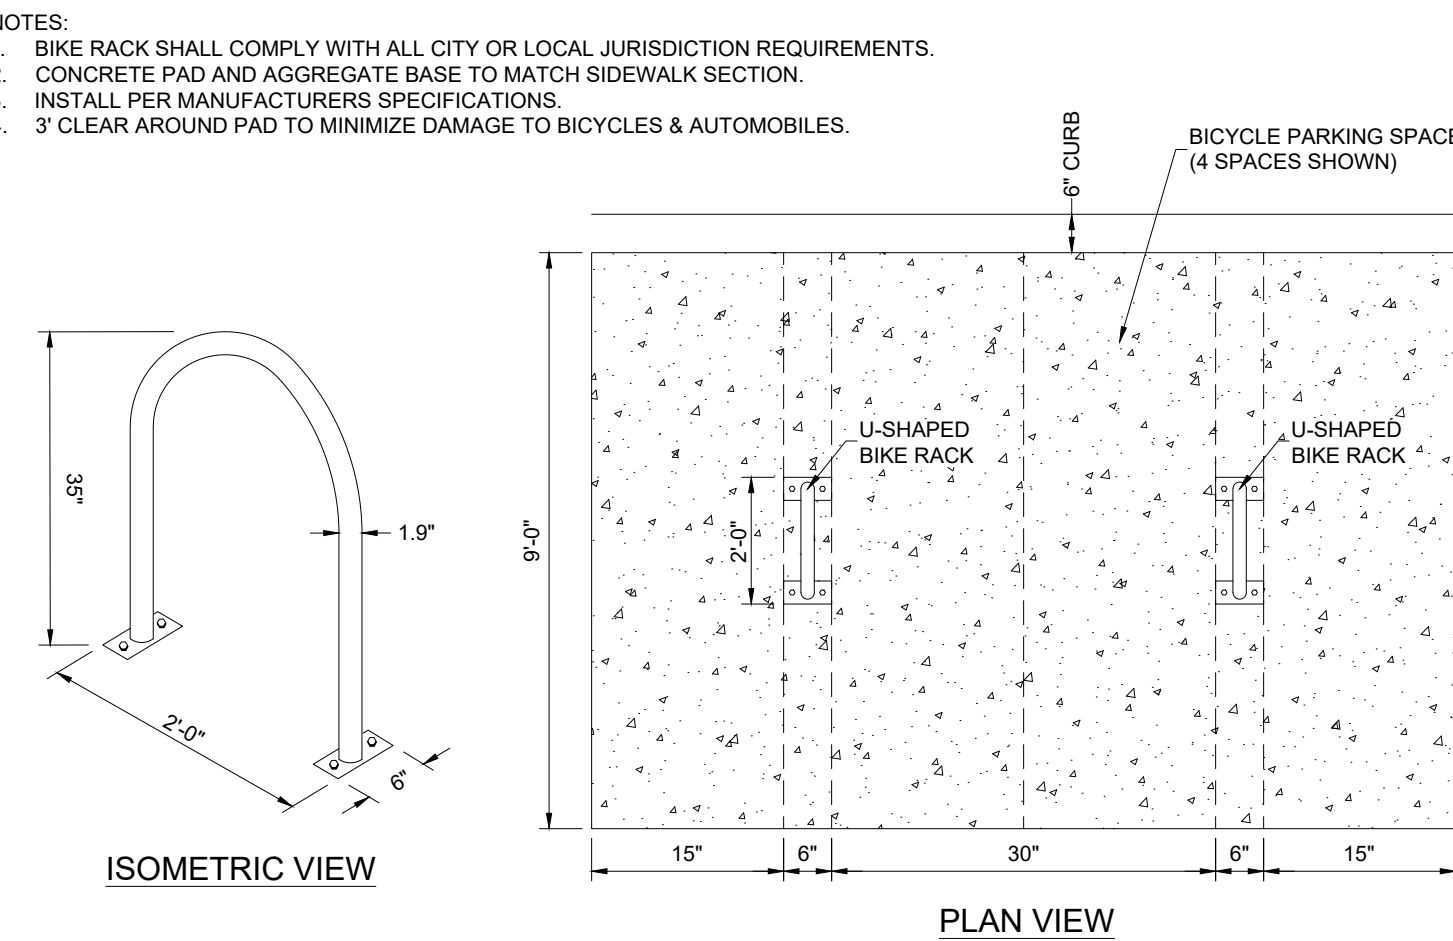 NOTES:
BIKE RACK SHALL COMPLY WITH ALL CITY OR LOCAL JURISDICTION REQUIREMENTS.
CONCRETE PAD AND AGGREGATE BASE TO MATCH SIDEWALK SECTION.
INSTALL PER MANUFACTURERS SPECIFICATIONS.
3' CLEAR AROUND PAD TO MINIMIZE DAMAGE TO BICYCLES & AUTOMOBILES.
6" CURB
BICYCLE PARKING SPACE
(4 SPACES SHOWN)
35"
1.9"
2'-0"
6"
ISOMETRIC VIEW
9'-0"
U-SHAPED
BIKE RACK
2'-0"
U-SHAPED
BIKE RACK
15"
6"
30"
6"
15"
PLAN VIEW